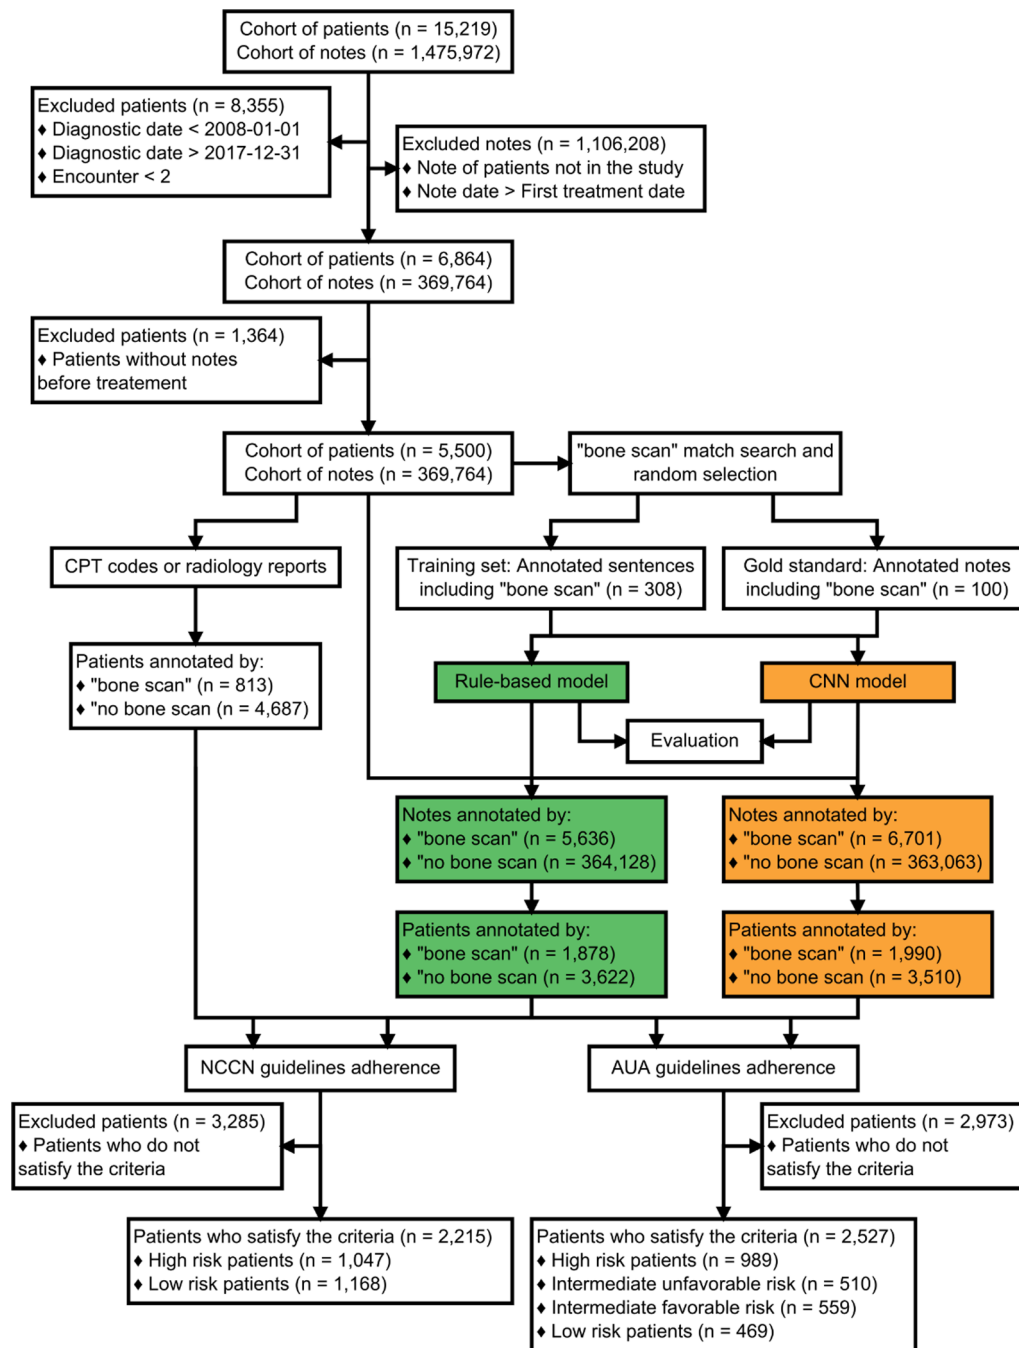 Cohort of patients (n = 15,219)
Cohort of notes (n = 1,475,972)
Excluded patients (n = 8,355)
♦ Diagnostic date < 2008-01-01
♦ Diagnostic date > 2017-12-31
♦ Encounter < 2
Excluded notes (n = 1,106,208)
♦ Note of patients not in the study
♦ Note date > First treatment date
Cohort of patients (n = 6,864)
Cohort of notes (n = 369,764)
Excluded patients (n = 1,364)
♦ Patients without notes
before treatement
Cohort of patients (n = 5,500)
Cohort of notes (n = 369,764)
"bone scan" match search and
random selection
CPT codes or radiology reports
Training set: Annotated sentences
including "bone scan" (n = 308)
Gold standard: Annotated notes
including "bone scan" (n = 100)
Patients annotated by:
♦ "bone scan" (n = 813)
♦ "no bone scan (n = 4,687)
Rule-based model
CNN model
Evaluation
Notes annotated by:
♦ "bone scan" (n = 5,636)
♦ "no bone scan (n = 364,128)
Notes annotated by:
♦ "bone scan" (n = 6,701)
♦ "no bone scan (n = 363,063)
Patients annotated by:
♦ "bone scan" (n = 1,878)
♦ "no bone scan (n = 3,622)
Patients annotated by:
♦ "bone scan" (n = 1,990)
♦ "no bone scan (n = 3,510)
NCCN guidelines adherence
AUA guidelines adherence
Excluded patients (n = 3,285)
♦ Patients who do not
satisfy the criteria
Excluded patients (n = 2,973)
♦ Patients who do not
satisfy the criteria
Patients who satisfy the criteria (n = 2,215)
♦ High risk patients (n = 1,047)
♦ Low risk patients (n = 1,168)
Patients who satisfy the criteria (n = 2,527)
♦ High risk patients (n = 989)
♦ Intermediate unfavorable risk (n = 510)
♦ Intermediate favorable risk (n = 559)
♦ Low risk patients (n = 469)